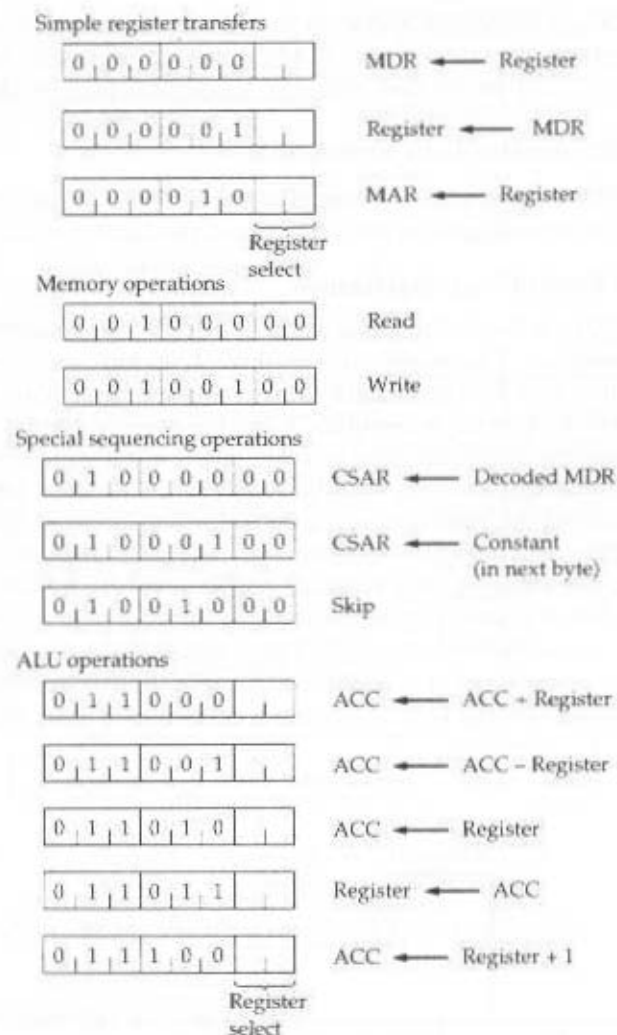 Simple register transfers
0 0 0 0 0 0 MDR ← Register
0 0 0 0 0 1 Register ← MDR
0 0 0 0 1 0 MAR ← Register
Register
select
Memory operations
0 0 1 0 0 0 0 0 Read
0 0 1 0 0 1 0 0 Write
Special sequencing operations
0 1 0 0 0 0 0 0 CSAR ← Decoded MDR
0 1 0 0 0 1 0 0 CSAR ← Constant
(in next byte)
0 1 0 0 1 0 0 0 Skip
ALU operations
0 1 1 0 0 0 ACC ← ACC + Register
0 1 1 0 0 1 ACC ← ACC – Register
0 1 1 0 1 0 ACC ← Register
0 1 1 0 1 1 Register ← ACC
0 1 1 1 0 0 ACC ← Register + 1
Register
select